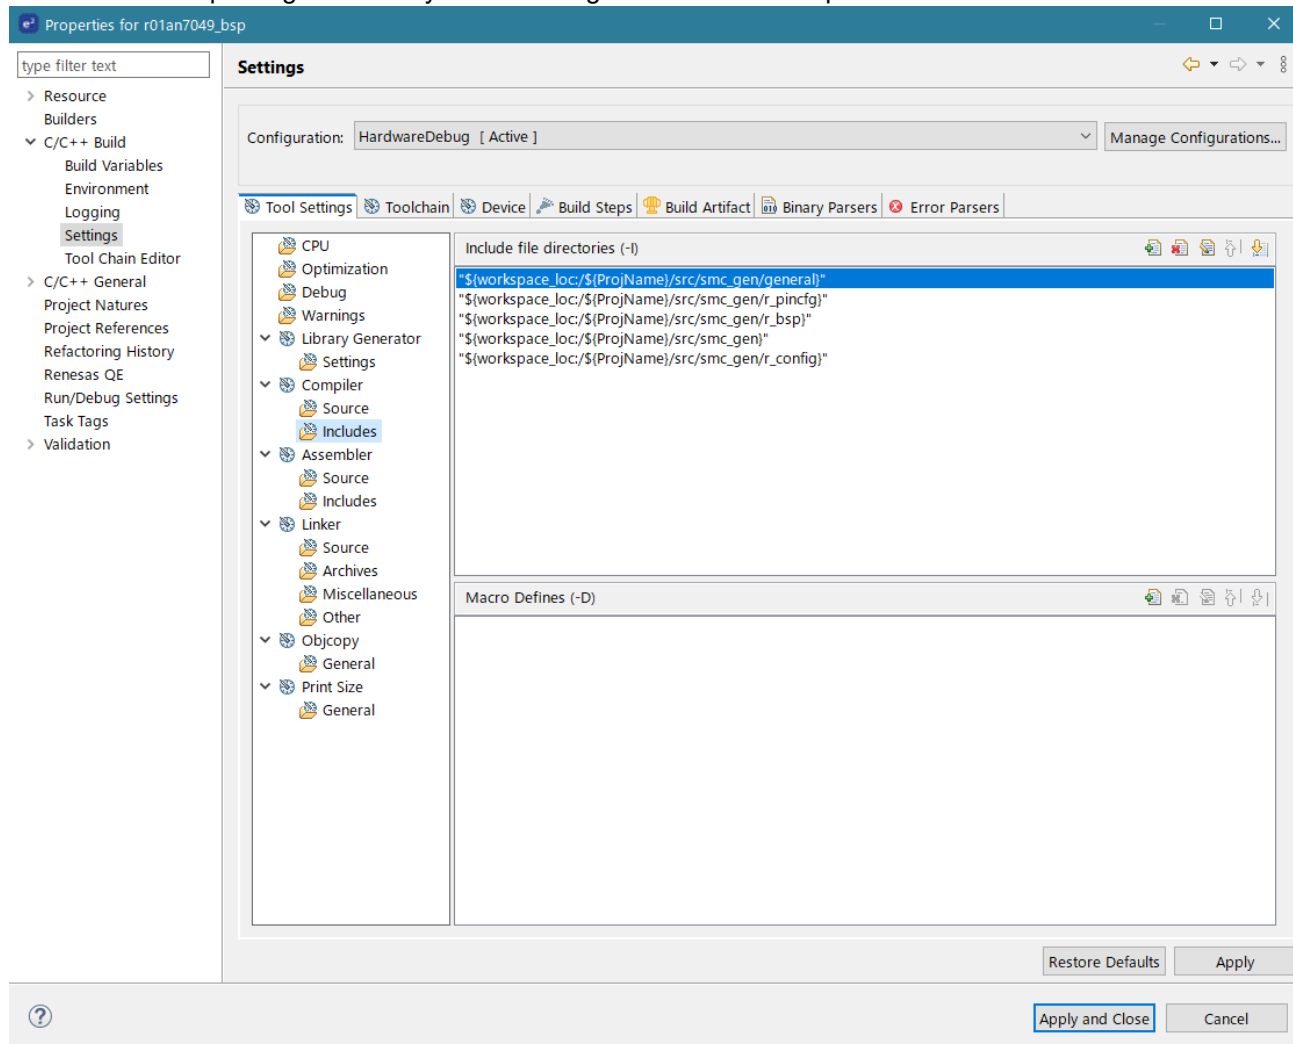 Properties for r01an7049_bsp
type filter text
Resource
Builders
C/C++ Build
Build Variables
Environment
Logging
Settings
Tool Chain Editor
C/C++ General
Project Natures
Project References
Refactoring History
Renesas QE
Run/Debug Settings
Task Tags
Validation
Settings
Configuration: HardwareDebug [ Active ] Manage Configurations...
Tool Settings Toolchain Device Build Steps Build Artifact Binary Parsers Error Parsers
CPU
Optimization
Debug
Warnings
Library Generator
Settings
Compiler
Source
Includes
Assembler
Source
Includes
Linker
Source
Archives
Miscellaneous
Other
Objcopy
General
Print Size
General
Include file directories (-I)
"${workspace_loc:/${ProjName}/src/smc_gen/general}"
"${workspace_loc:/${ProjName}/src/smc_gen/r_pincfg}"
"${workspace_loc:/${ProjName}/src/smc_gen/r_bsp}"
"${workspace_loc:/${ProjName}/src/smc_gen}"
"${workspace_loc:/${ProjName}/src/smc_gen/r_config}"
Macro Defines (-D)
Restore Defaults Apply
Apply and Close Cancel